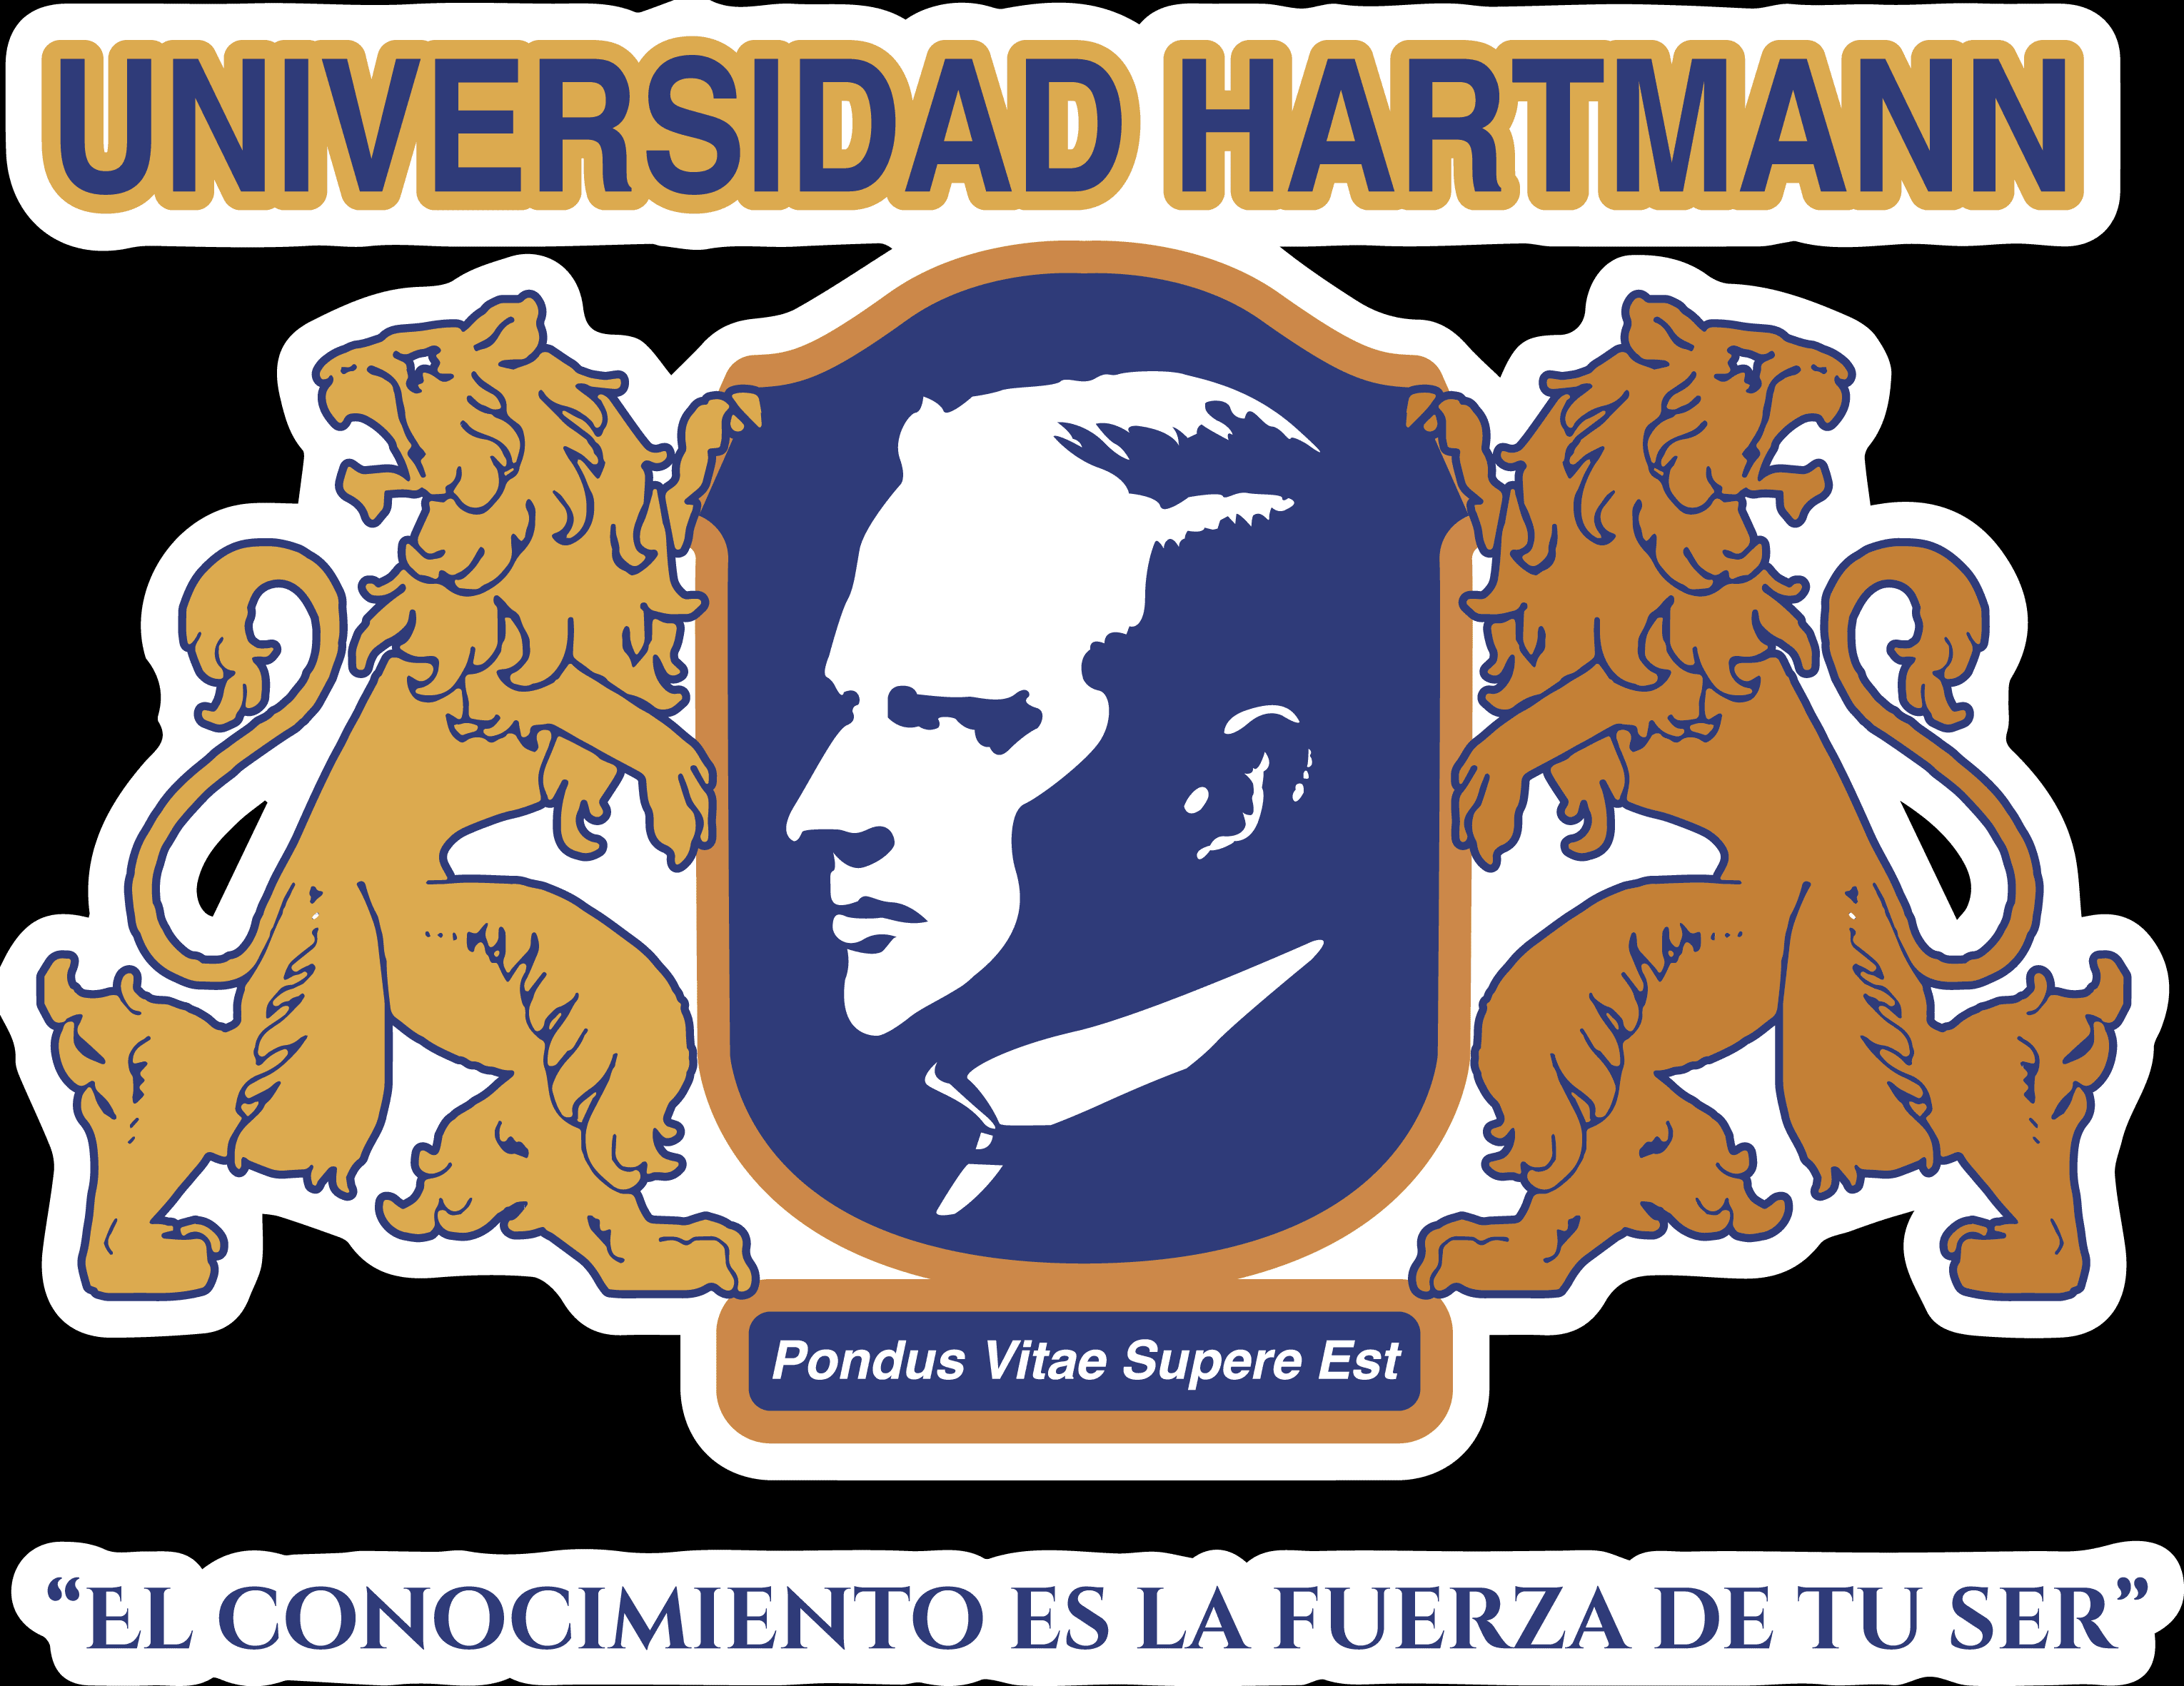 UNIVERSIDAD HARTMANN
Pondus Vitae Supere Est
“EL CONOCIMIENTO ES LA FUERZA DE TU SER”